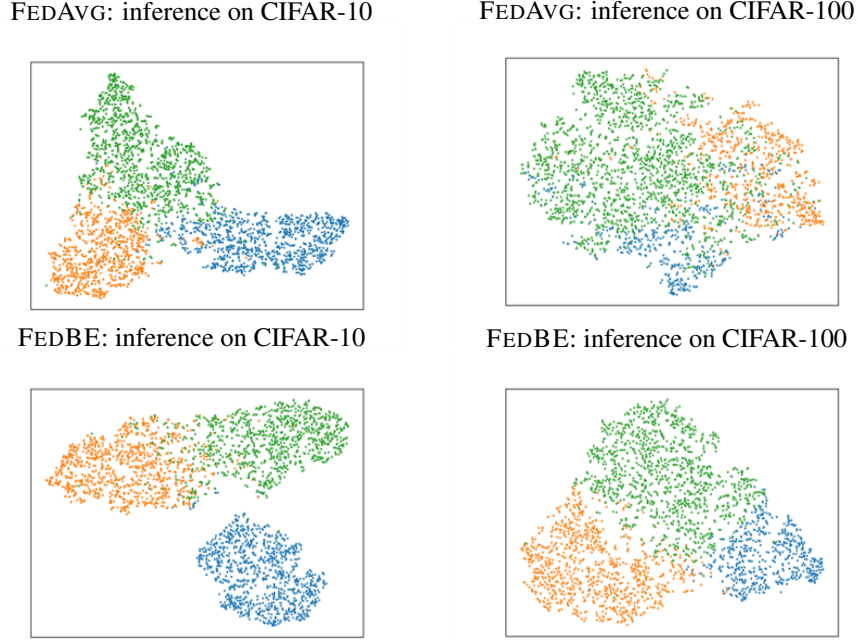 FEDAVG: inference on CIFAR-10
FEDAVG: inference on CIFAR-100
FEDBE: inference on CIFAR-10
FEDBE: inference on CIFAR-100